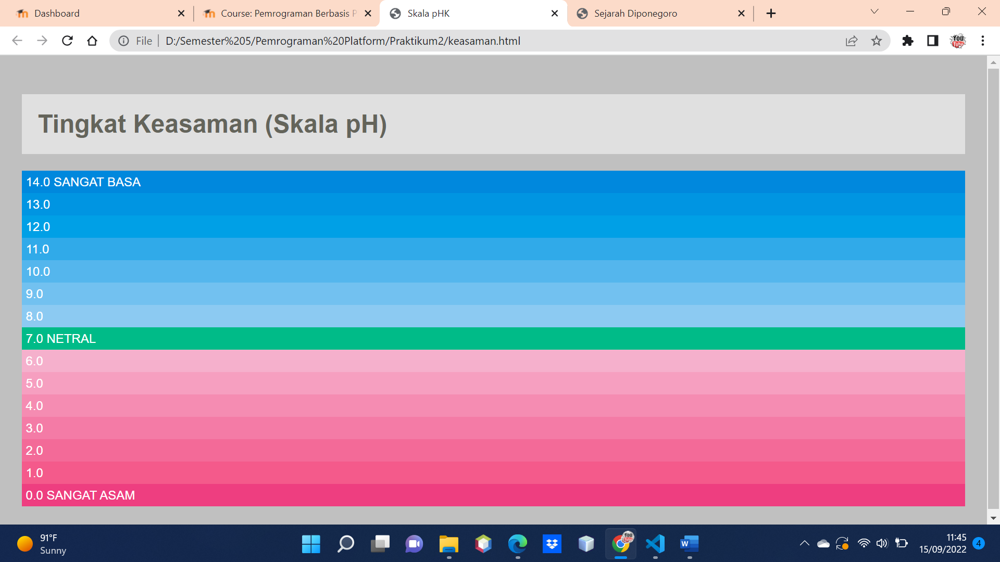 Dashboard
Course: Pemrograman Berbasis P
Skala pHK
Sejarah Diponegoro
File
D:/Semester%205/Pemrograman%20Platform/Praktikum2/keasaman.html
You
Tube
Tingkat Keasaman (Skala pH)
14.0 SANGAT BASA
13.0
12.0
11.0
10.0
9.0
8.0
7.0 NETRAL
6.0
5.0
4.0
3.0
2.0
1.0
0.0 SANGAT ASAM
91°F
Sunny
You
W
11:45
15/09/2022
4